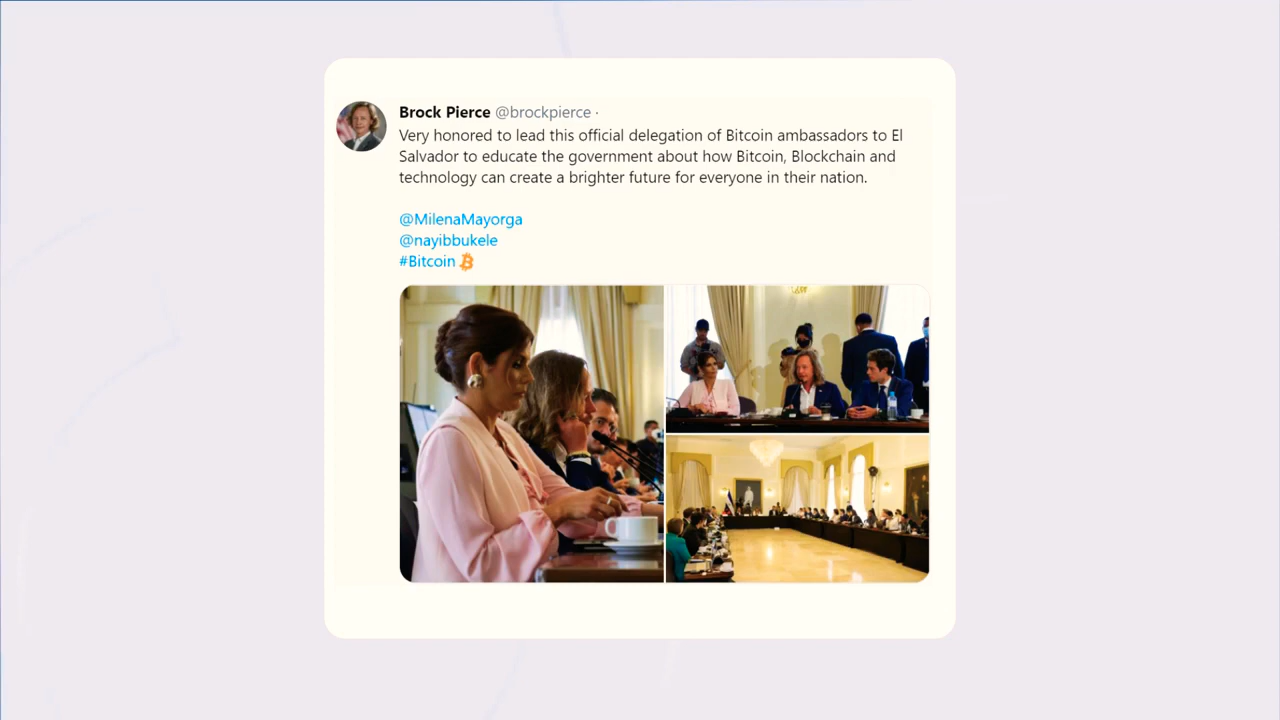 Brock Pierce @brockpierce ·
Very honored to lead this official delegation of Bitcoin ambassadors to El
Salvador to educate the government about how Bitcoin, Blockchain and
technology can create a brighter future for everyone in their nation.
@MilenaMayorga
@nayibbukele
#Bitcoin